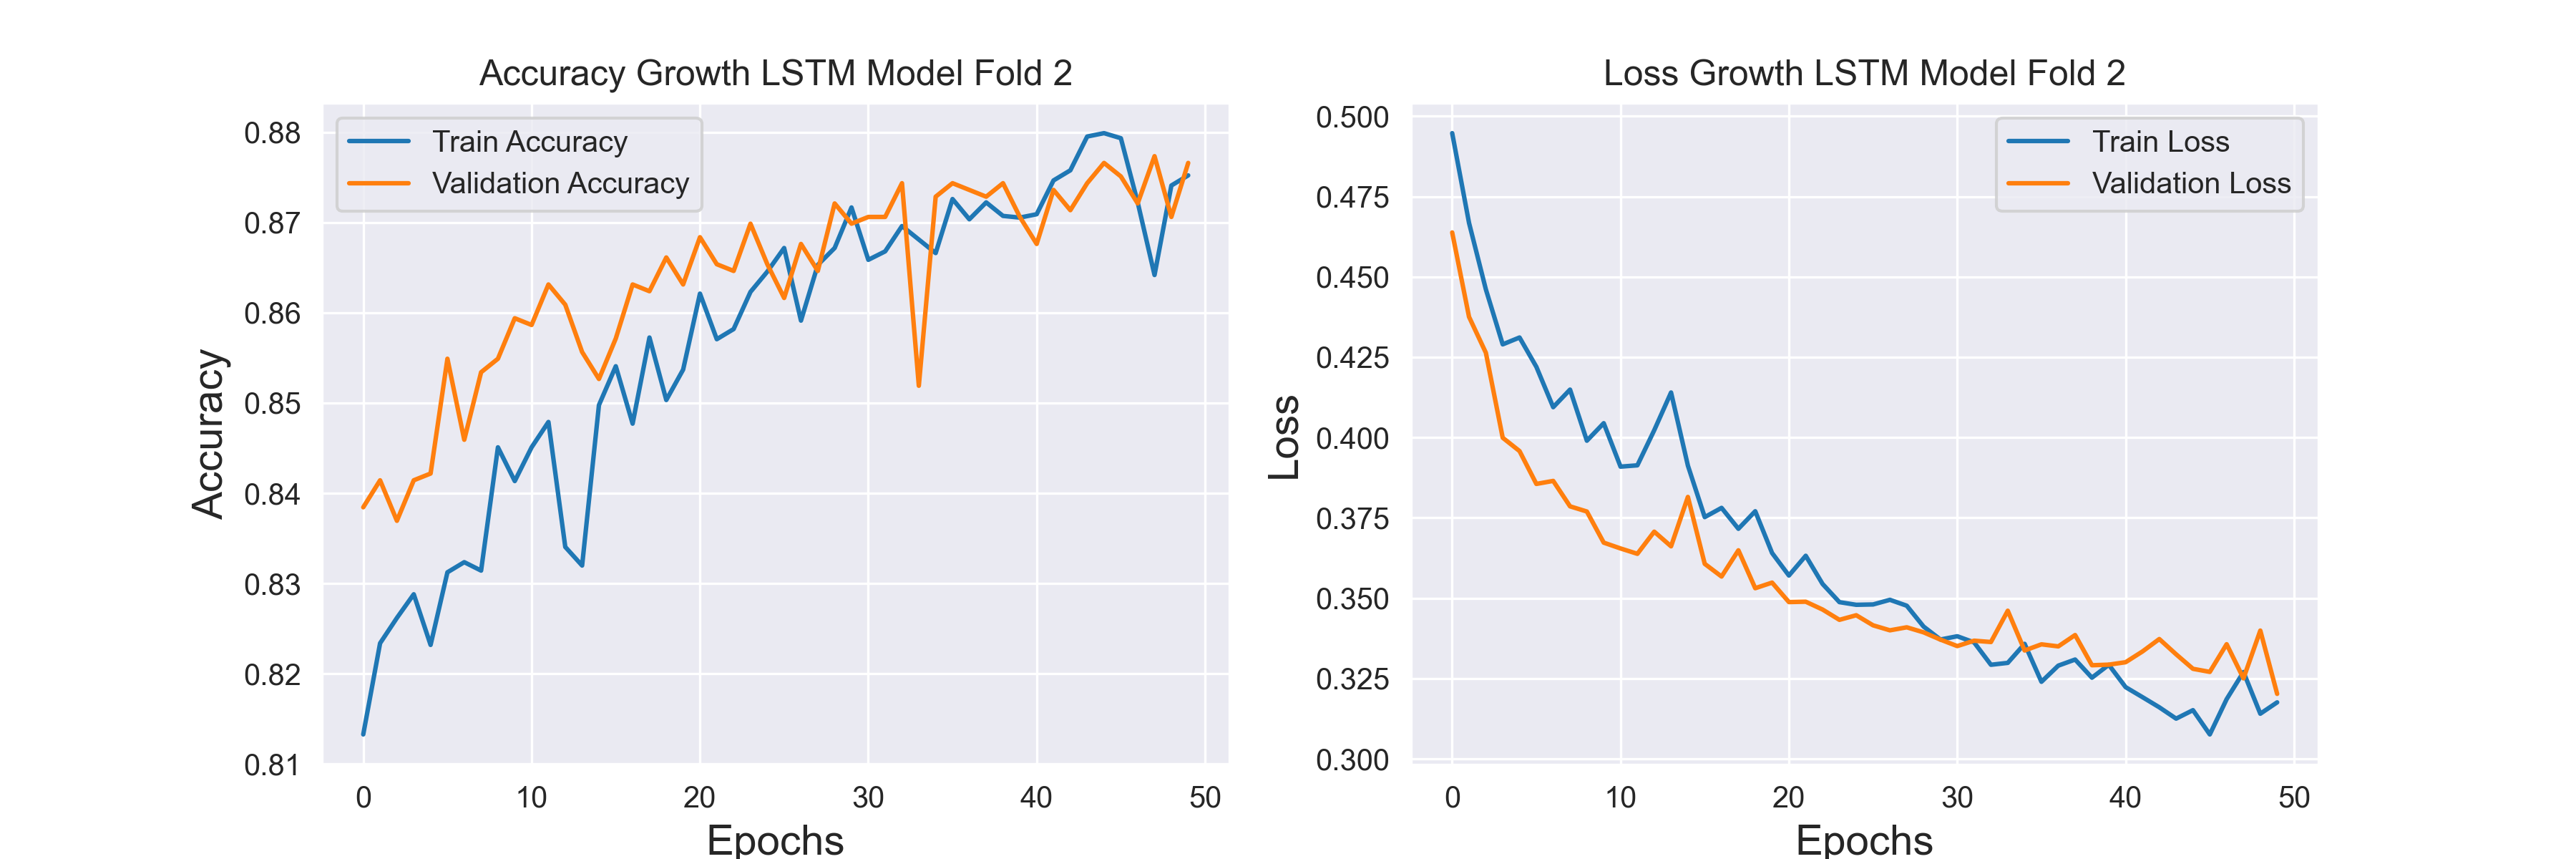 Accuracy Growth LSTM Model Fold 2
Train Accuracy
Validation Accuracy
0.88
0.87
0.86
0.85
0.84
0.83
0.82
0.81
Accuracy
0
10
20
30
40
50
Epochs
Loss Growth LSTM Model Fold 2
Train Loss
Validation Loss
0.500
0.475
0.450
0.425
0.400
0.375
0.350
0.325
0.300
Loss
0
10
20
30
40
50
Epochs